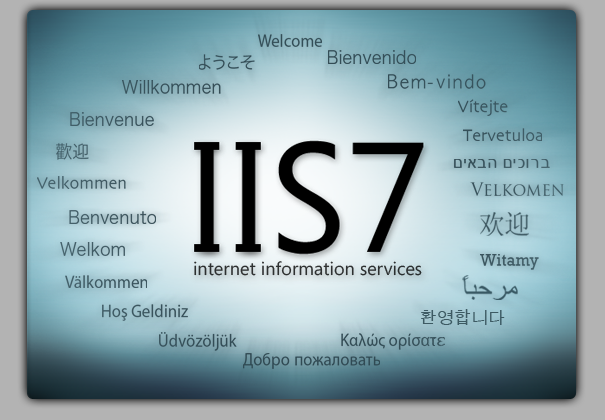 Welcome
Bienvenido
Bem-vindo
Vítejte
Tervetuloa
ברוכים הבאים
VELKOMEN
欢迎
Witamy
مرحباً
환영합니다
Καλώς ορίσατε
Добро пожаловать
Üdvözöljük
Hoş Geldiniz
Välkommen
Welkom
Benvenuto
Velkommen
歡迎
Bienvenue
Willkommen
ようこそ
IIS7
internet information services